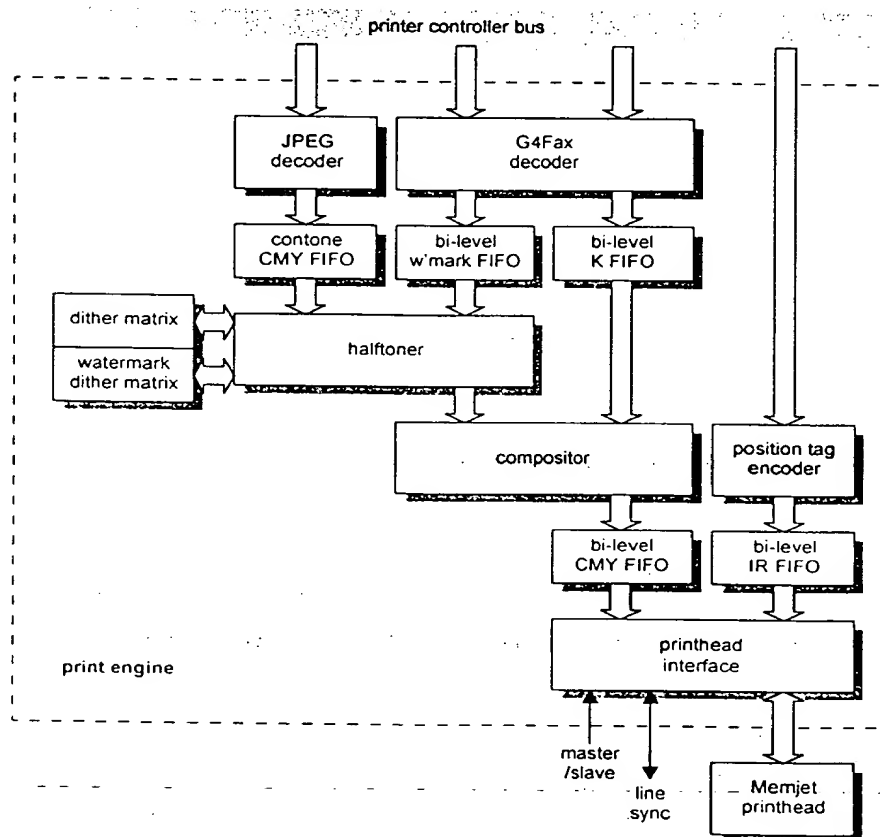 printer controller bus
JPEG
decoder
G4Fax
decoder
contone
CMY FIFO
bi-level
w'mark FIFO
bi-level
K FIFO
dither matrix
watermark
dither matrix
halftoner
compositor
position tag
encoder
bi-level
CMY FIFO
bi-level
IR FIFO
printhead
interface
print engine
master
/slave
line
sync
Memjet
printhead